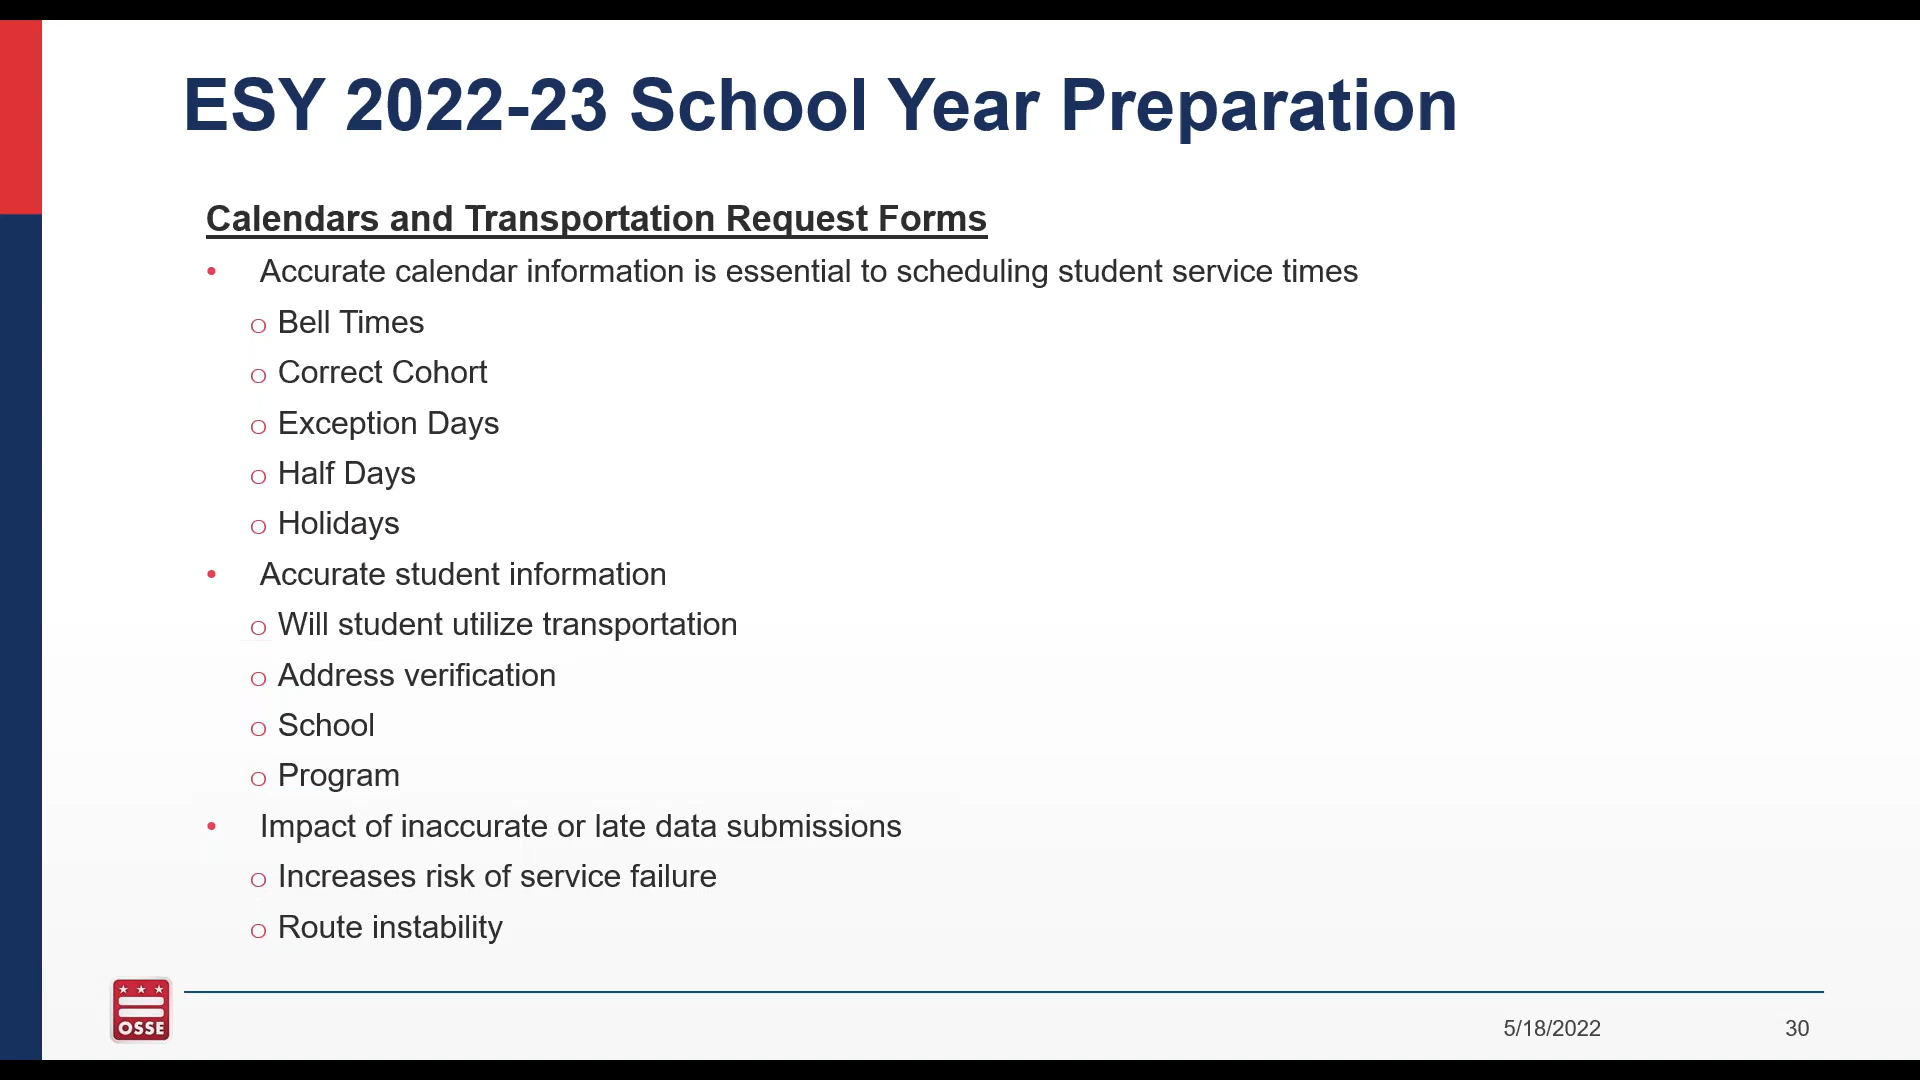 ESY 2022-23 School Year Preparation
Calendars and Transportation Request Forms
• Accurate calendar information is essential to scheduling student service times
o Bell Times
o Correct Cohort
o Exception Days
o Half Days
o Holidays
• Accurate student information
o Will student utilize transportation
o Address verification
o School
o Program
• Impact of inaccurate or late data submissions
o Increases risk of service failure
o Route instability
OSSE
5/18/2022 30